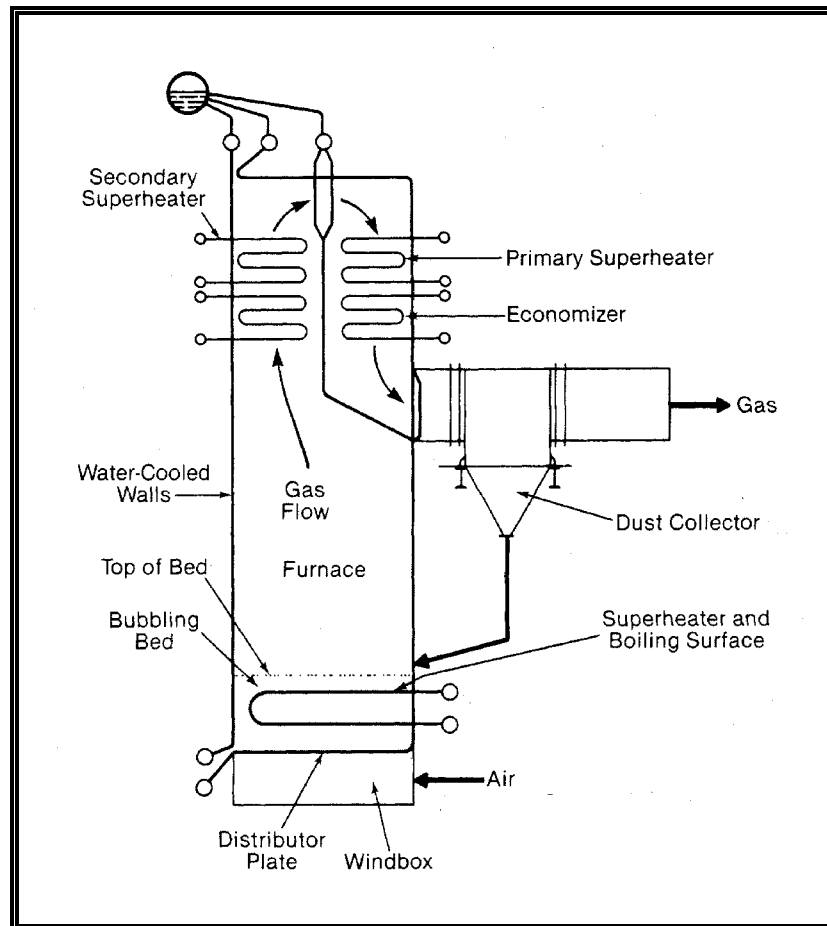 Secondary
Superheater
Primary Superheater
Economizer
Gas
Water-Cooled
Walls
Gas
Flow
Dust Collector
Furnace
Top of Bed
Bubbling
Bed
Superheater and
Boiling Surface
Air
Distributor
Plate
Windbox